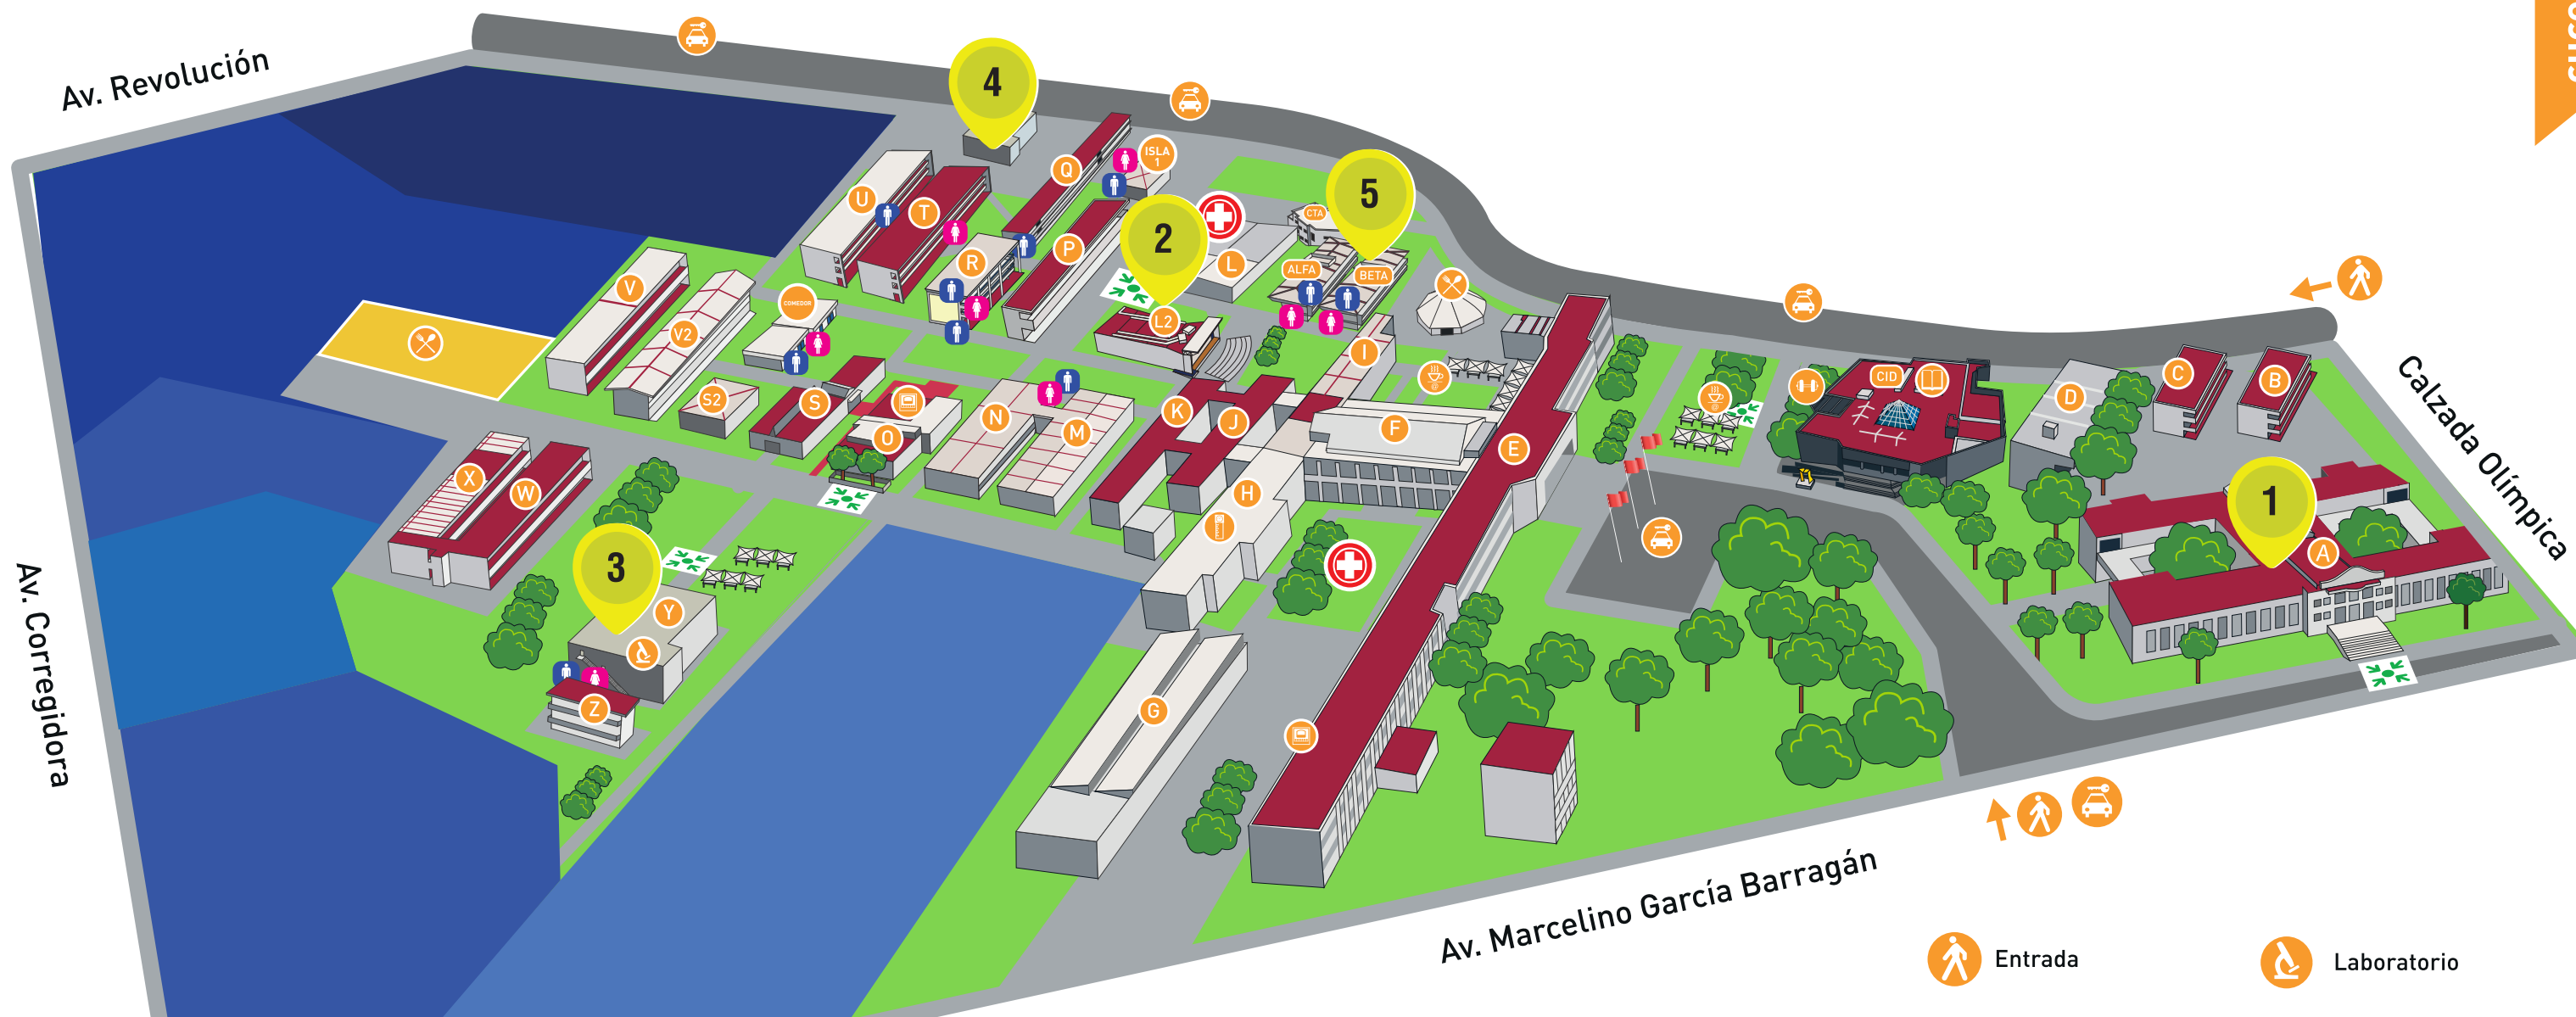 Av. Revolución
4
Q
ISLA
1
U
T
5
CTA
2
P
R
L
ALFA
BETA
V
COMEDOR
V2
L2
I
S2
S
O
N
M
K
J
F
E
CID
D
C
B
Calzada Olímpica
X
W
H
1
A
3
Y
Z
G
Av. Corregidora
Av. Marcelino García Barragán
Entrada
Laboratorio